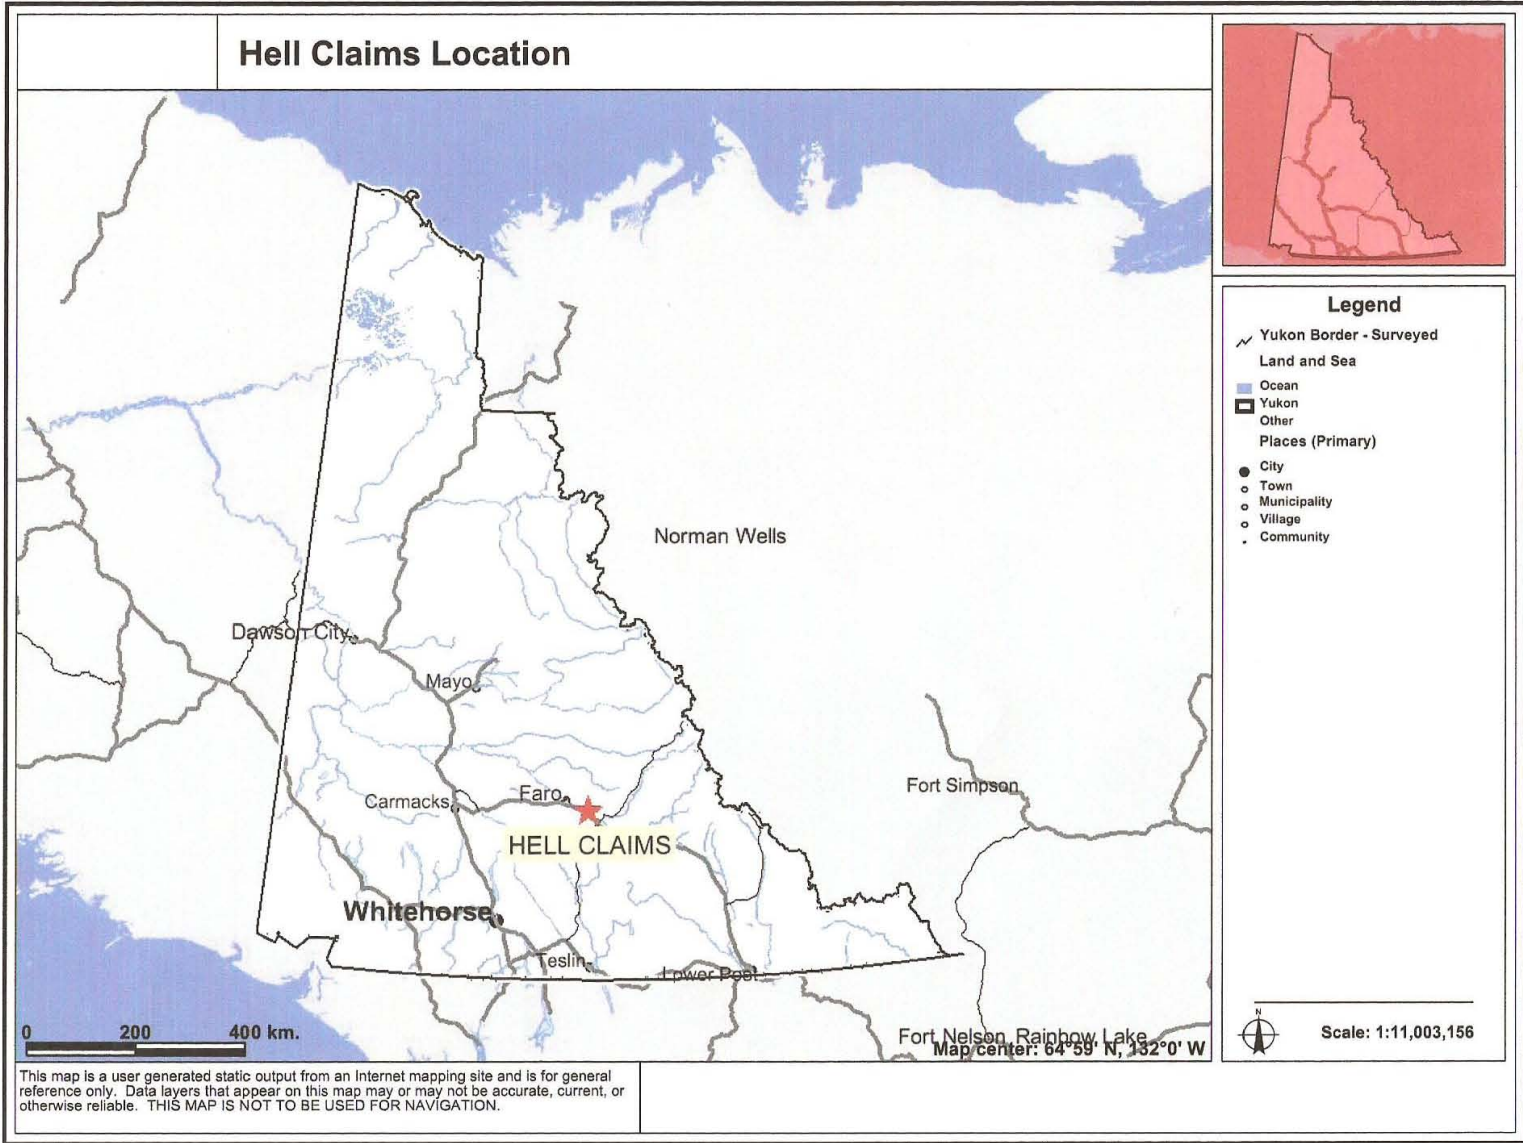 Hell Claims Location
Norman Wells
Dawson City
Mayo
Fort Simpson
Faro
Carmacks
HELL CLAIMS
Whitehorse
Teslin
Lower Post
0 200 400 km.
Fort Nelson Rainbow Lake
Map center: 64°59' N, 132°0' W
This map is a user generated static output from an Internet mapping site and is for general
reference only. Data layers that appear on this map may or may not be accurate, current, or
otherwise reliable. THIS MAP IS NOT TO BE USED FOR NAVIGATION.
Legend
Yukon Border - Surveyed
Land and Sea
Ocean
Yukon
Other
Places (Primary)
City
Town
Municipality
Village
Community
N
Scale: 1:11,003,156